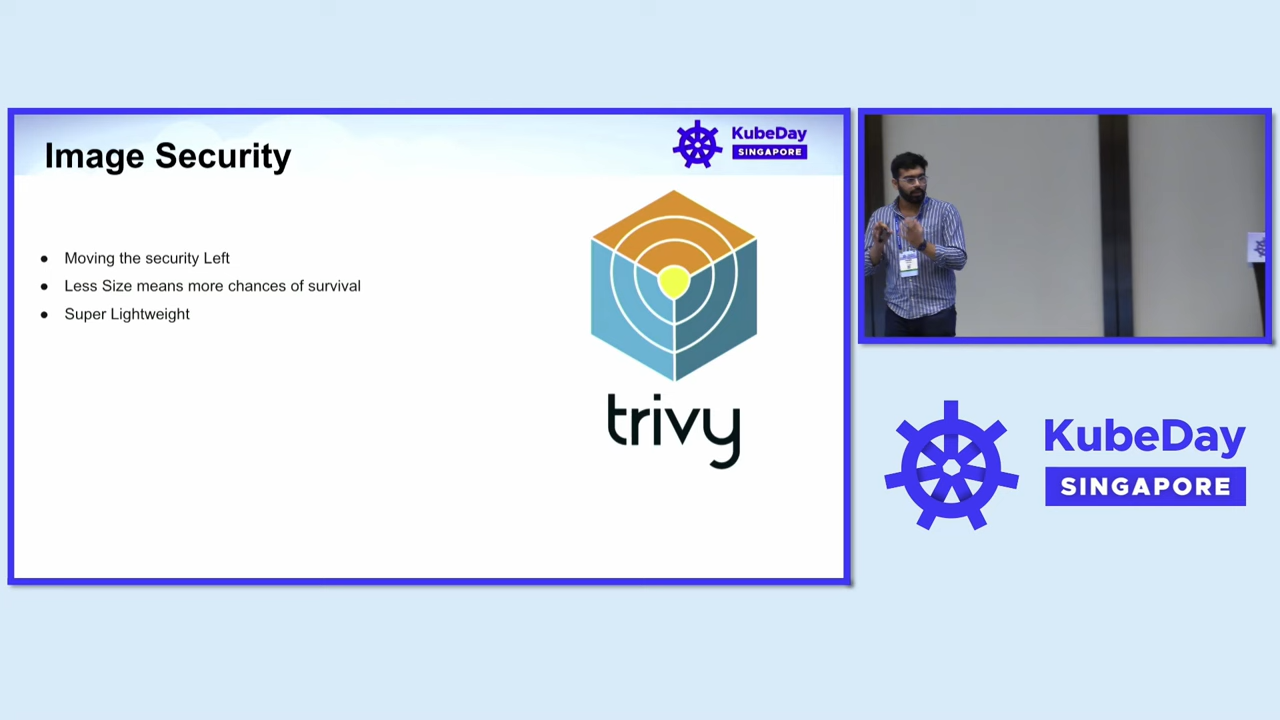 Image Security
KubeDay
SINGAPORE
Moving the security Left
Less Size means more chances of survival
Super Lightweight
trivy
KubeDay
SINGAPORE